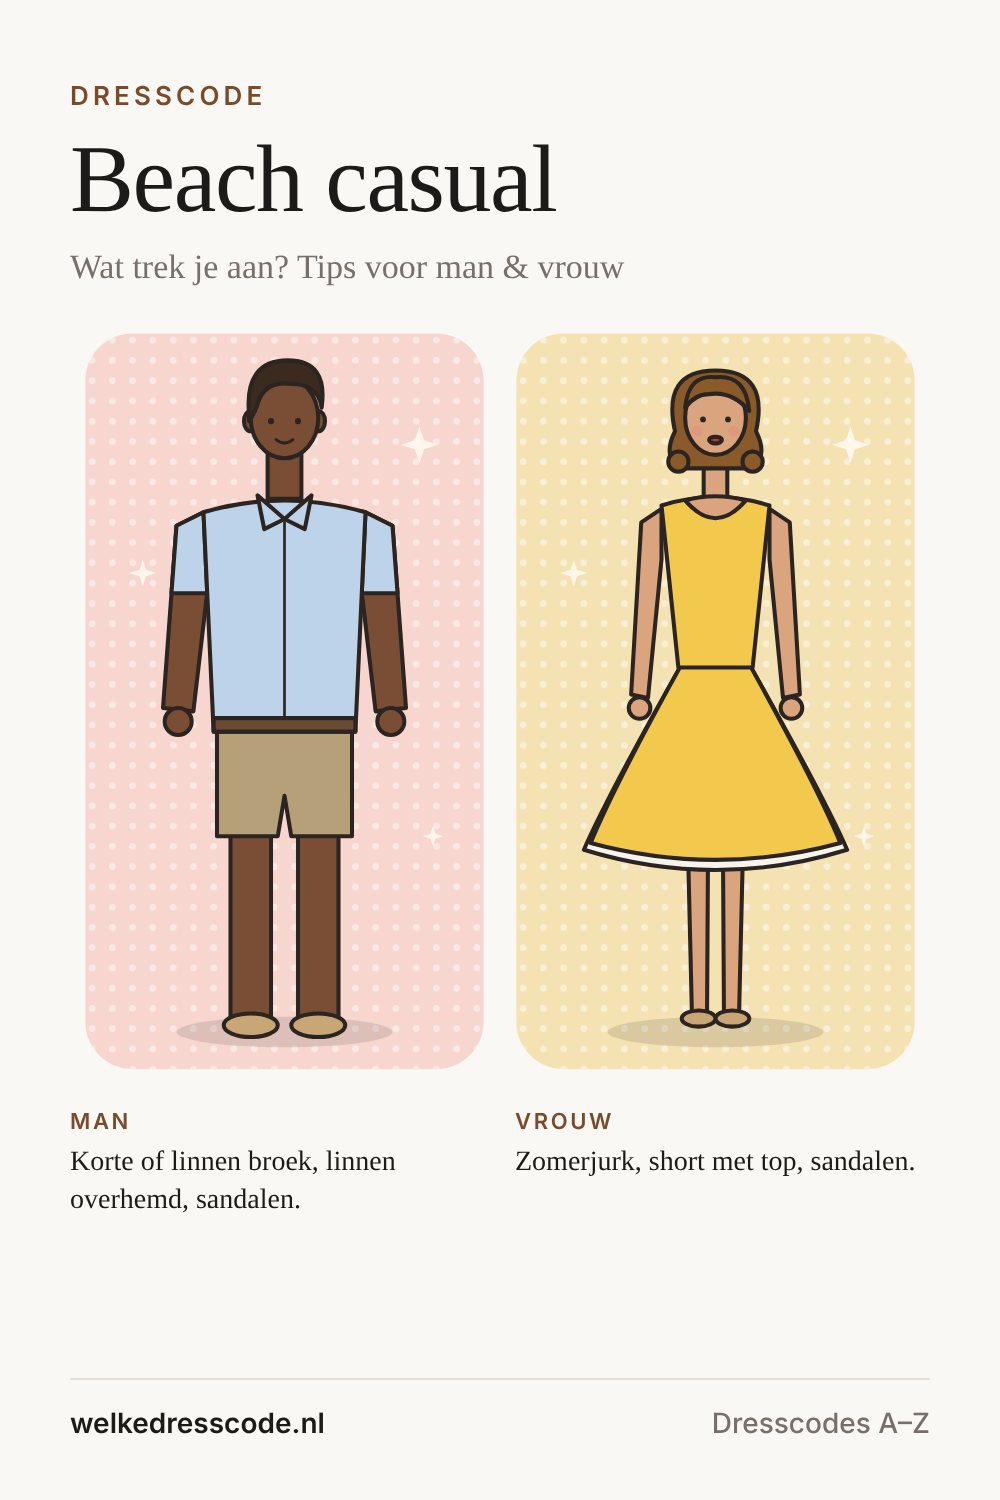 DRESSCODE
Beach casual
Wat trek je aan? Tips voor man & vrouw
MAN
Korte of linnen broek, linnen
overhemd, sandalen.
VROUW
Zomerjurk, short met top, sandalen.
welkedresscode.nl
Dresscodes A–Z